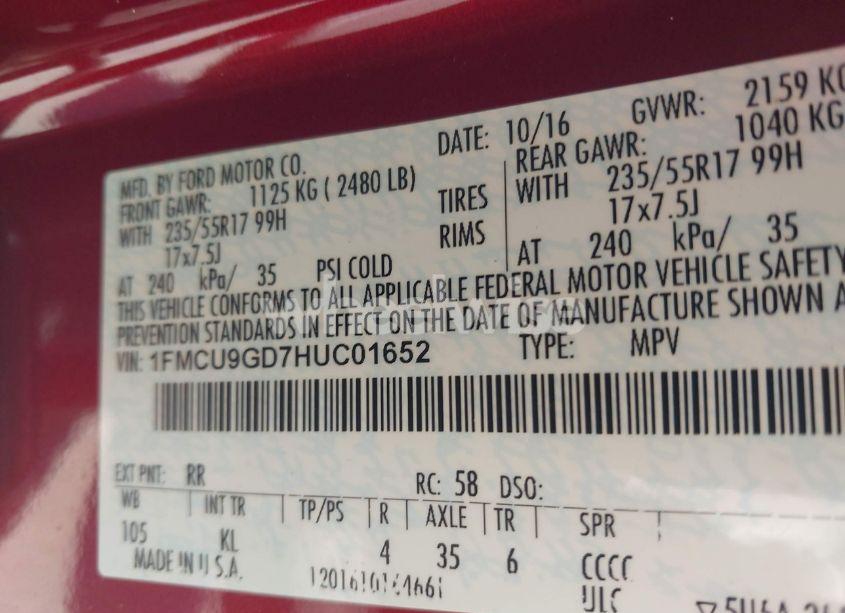 MFD. BY FORD MOTOR CO.
DATE: 10/16
GVWR: 2159 KG
FRONT GAWR: 1125 KG ( 2480 LB)
REAR GAWR: 1040 KG
WITH 235/55R17 99H
TIRES
WITH 235/55R17 99H
17x7.5J
RIMS
17x7.5J
AT 240 kPa/ 35 PSI COLD
AT 240 kPa/ 35
THIS VEHICLE CONFORMS TO ALL APPLICABLE FEDERAL MOTOR VEHICLE SAFETY
PREVENTION STANDARDS IN EFFECT ON THE DATE OF MANUFACTURE SHOWN
VIN: 1FMCU9GD7HUC01652
TYPE: MPV
EXT PNT: RR
RC: 58 DSO:
WB | INT TR | TP/PS | R | AXLE | TR | SPR
105 KL 4 35 6 CCCC
MADE IN U.S.A.